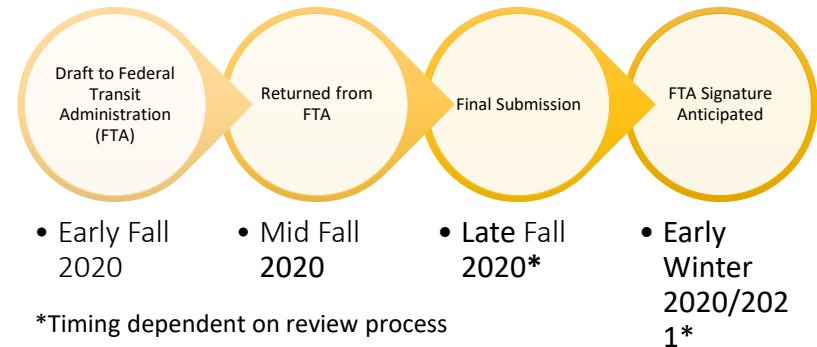 Draft to Federal
Transit
Administration
(FTA)
Returned from
FTA
Final Submission
FTA Signature
Anticipated
• Early Fall
2020
• Mid Fall
2020
• Late Fall
2020*
• Early
Winter
2020/202
1*
*Timing dependent on review process